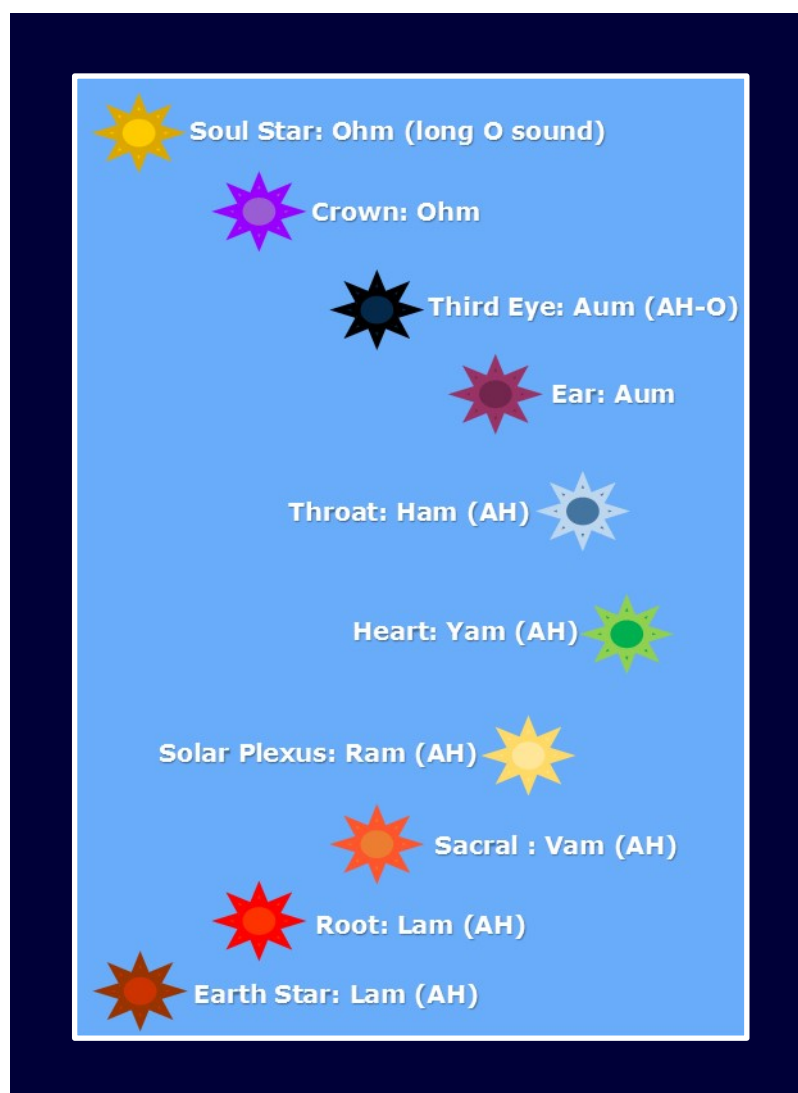 Soul Star: Ohm (long O sound)
Crown: Ohm
Third Eye: Aum (AH-O)
Ear: Aum
Throat: Ham (AH)
Heart: Yam (AH)
Solar Plexus: Ram (AH)
Sacral : Vam (AH)
Root: Lam (AH)
Earth Star: Lam (AH)